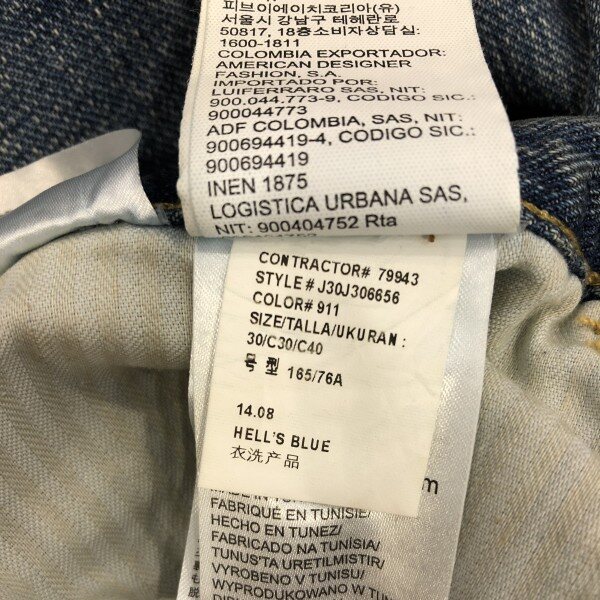 피브이에이치코리아(유)
서울시 강남구 테헤란로
50817, 18층소비자상담실:
1600-1811
COLOMBIA EXPORTADOR:
AMERICAN DESIGNER
FASHION, S.A.
IMPORTADO POR:
LUIFERRARO SAS, NIT:
900.044.773-9, CODIGO SIC:
900044773
ADF COLOMBIA, SAS, NIT:
900694419-4, CODIGO SIC:
900694419
INEN 1875
LOGISTICA URBANA SAS,
NIT: 900404752 Rta
CONTRACTOR# 79943
STYLE # J30J306656
COLOR# 911
SIZE/TALLA/UKURAN :
30/C30/C40
号 型 165/76A
14.08
HELL'S BLUE
衣洗产品
m
FABRIQUÉ EN TUNISIE/
HECHO EN TUNEZ/
FABRICADO NA TUNÍSIA/
TUNUS'TA ÜRETILMISTIR/
VYROBENO V TUNISU/
WYPRODUKOWANO W